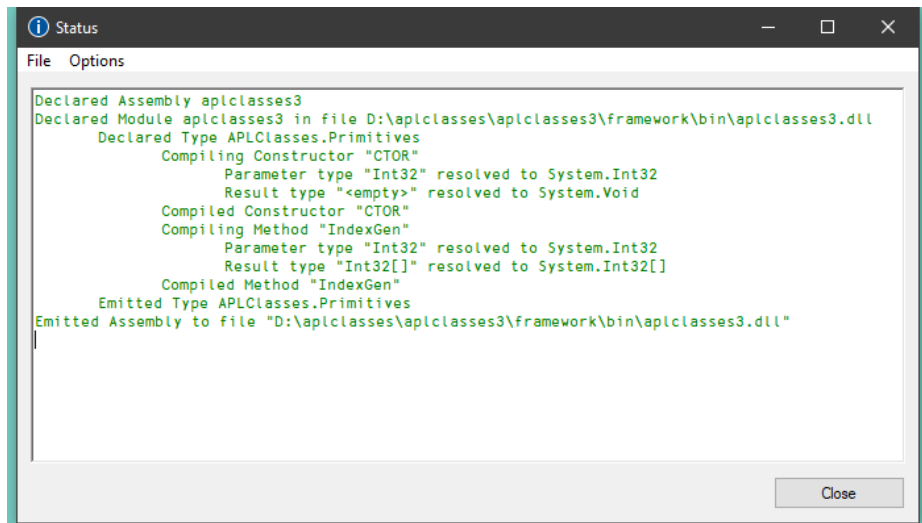 Status
File Options
Declared Assembly aplclasses3
Declared Module aplclasses3 in file D:\aplclasses\aplclasses3\framework\bin\aplclasses3.dll
Declared Type APLClasses.Primitives
Compiling Constructor "CTOR"
Parameter type "Int32" resolved to System.Int32
Result type "<empty>" resolved to System.Void
Compiled Constructor "CTOR"
Compiling Method "IndexGen"
Parameter type "Int32" resolved to System.Int32
Result type "Int32[]" resolved to System.Int32[]
Compiled Method "IndexGen"
Emitted Type APLClasses.Primitives
Emitted Assembly to file "D:\aplclasses\aplclasses3\framework\bin\aplclasses3.dll"
Close